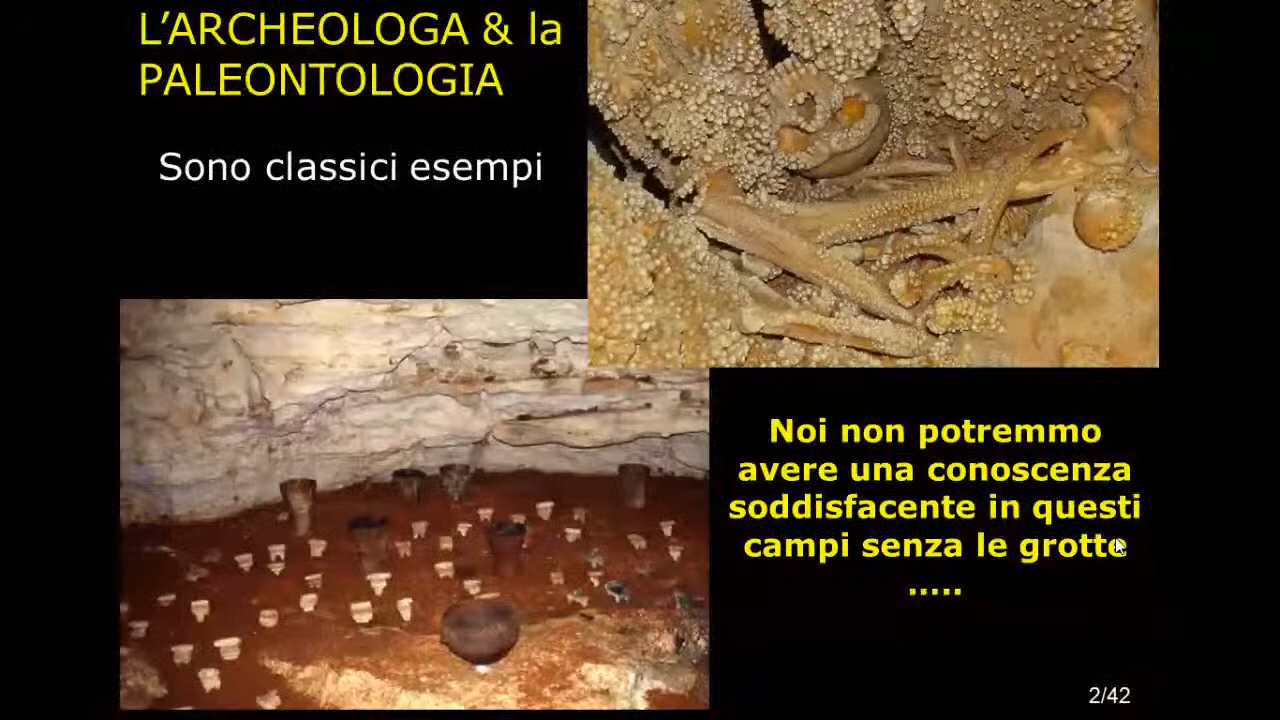 L’ARCHEOLOGA & la
PALEONTOLOGIA
Sono classici esempi
Noi non potremmo
avere una conoscenza
soddisfacente in questi
campi senza le grotte
.....
2/42